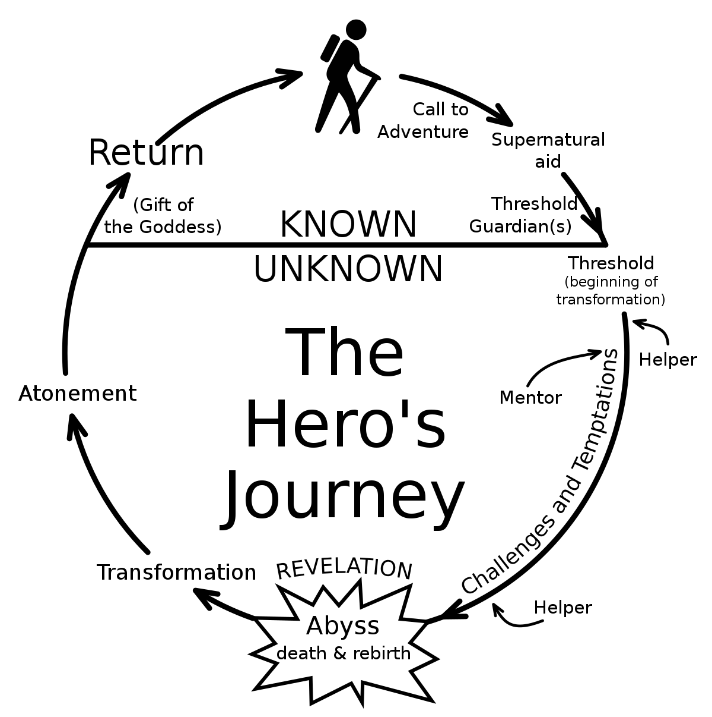 Call to
Adventure
Supernatural
aid
Return
(Gift of
the Goddess)
Threshold
Guardian(s)
KNOWN
UNKNOWN
Threshold
(beginning of
transformation)
Helper
Mentor
Challenges and Temptations
The
Hero's
Journey
Atonement
Transformation
REVELATION
Abyss
death & rebirth
Helper